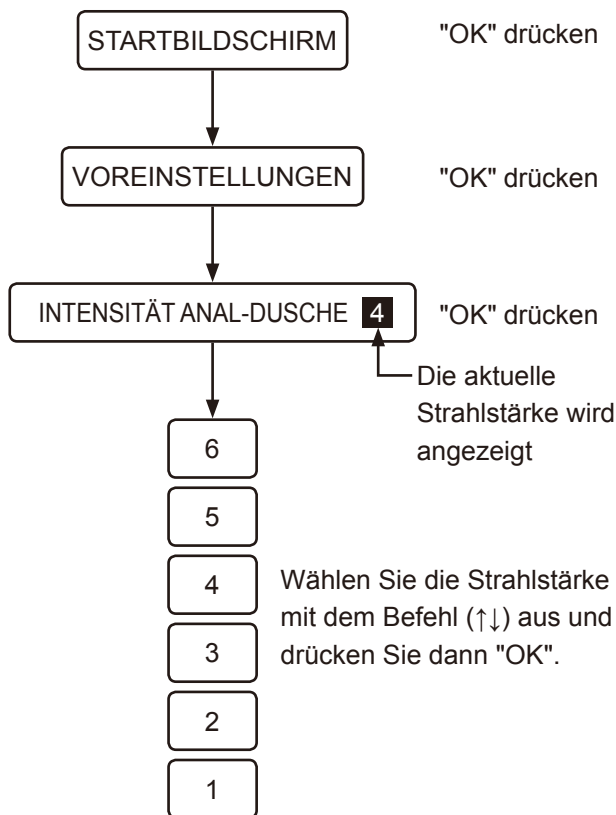 STARTBILDSCHIRM
"OK" drücken
VOREINSTELLUNGEN
"OK" drücken
INTENSITÄT ANAL-DUSCHE 4
"OK" drücken
Die aktuelle
Strahlstärke wird
angezeigt
6
5
4
3
2
1
Wählen Sie die Strahlstärke
mit dem Befehl (↑↓) aus und
drücken Sie dann "OK".